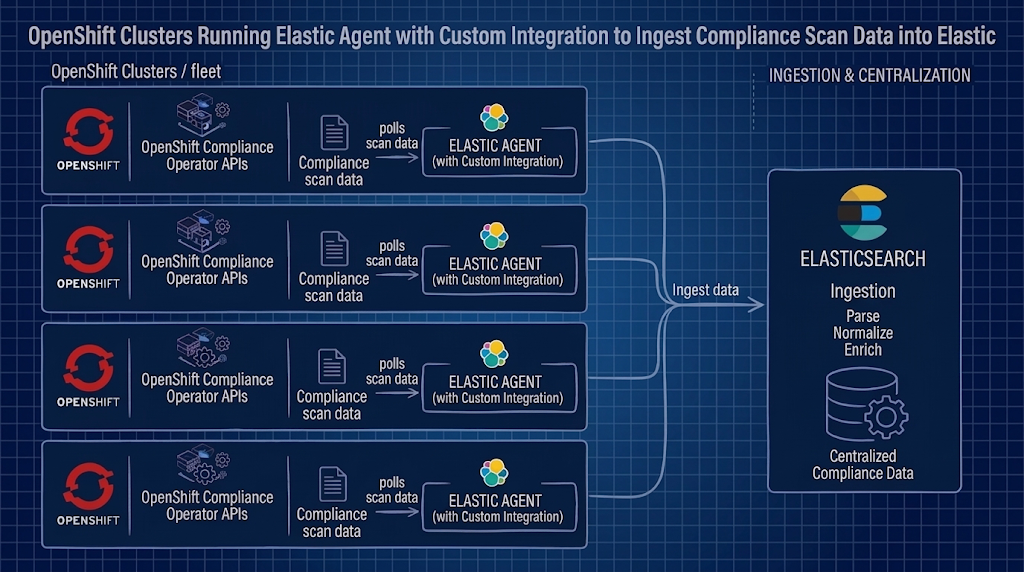 OpenShift Clusters Running Elastic Agent with Custom Integration to Ingest Compliance Scan Data into Elastic
OpenShift Clusters / fleet
INGESTION & CENTRALIZATION
OPENSHIFT
OpenShift Compliance
Operator APIs
Compliance
scan data
polls
scan data
ELASTIC AGENT
(with Custom Integration)
OPENSHIFT
OpenShift Compliance
Operator APIs
Compliance
scan data
polls
scan data
ELASTIC AGENT
(with Custom Integration)
OPENSHIFT
OpenShift Compliance
Operator APIs
Compliance
scan data
polls
scan data
ELASTIC AGENT
(with Custom Integration)
OPENSHIFT
OpenShift Compliance
Operator APIs
Compliance
scan data
polls
scan data
ELASTIC AGENT
(with Custom Integration)
Ingest data
ELASTICSEARCH
Ingestion
Parse
Normalize
Enrich
Centralized
Compliance Data